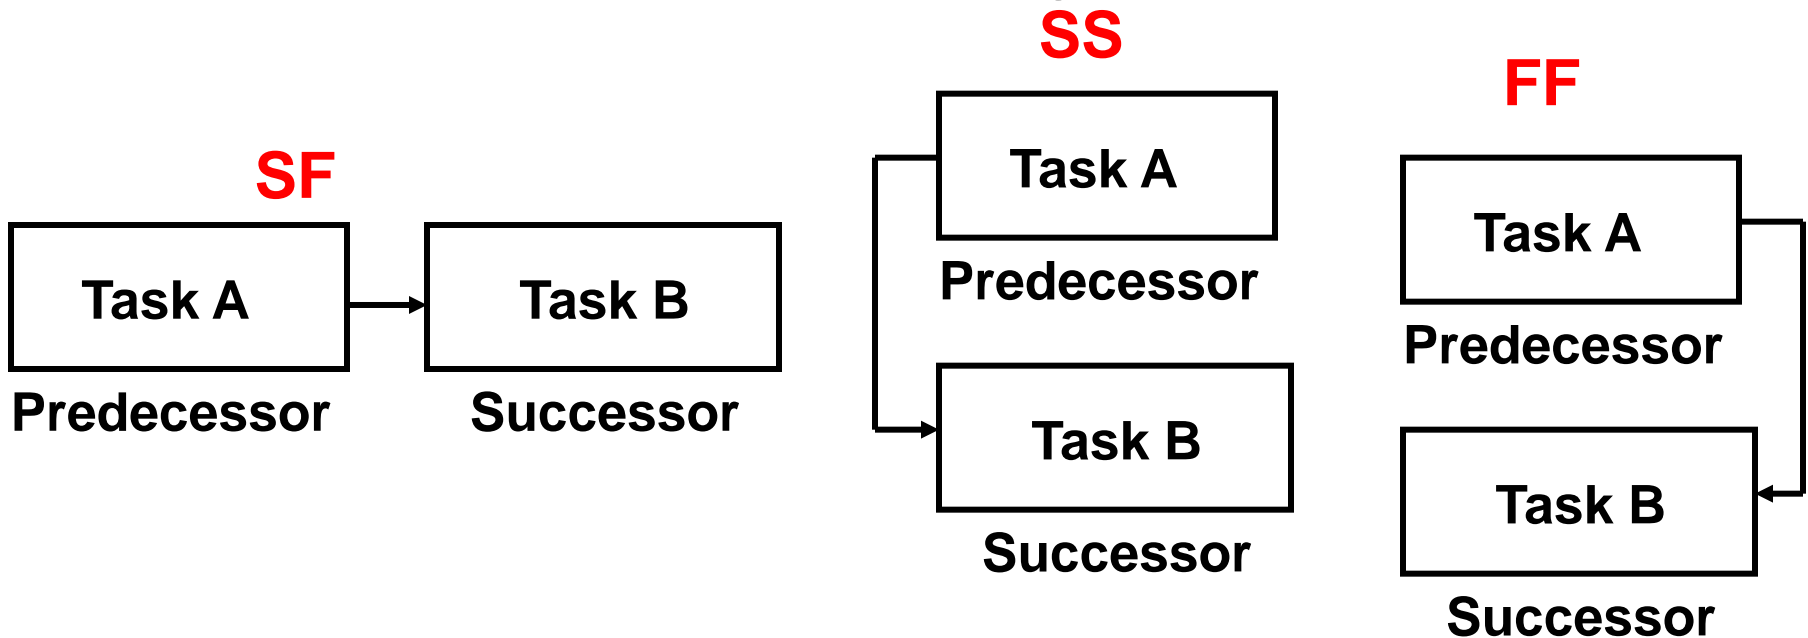 SF
Task A
Task B
Predecessor
Successor
SS
Task A
Predecessor
Task B
Successor
FF
Task A
Predecessor
Task B
Successor